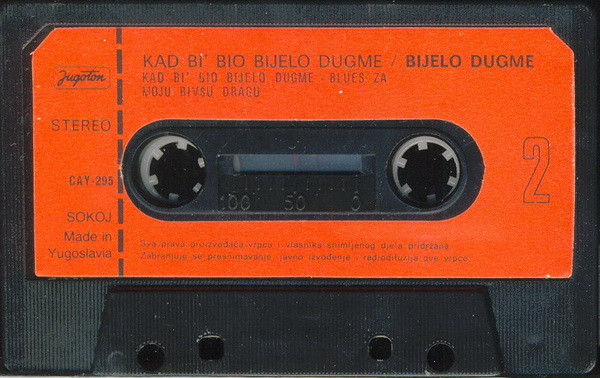 KAD BI' BIO BIJELO DUGME / BIJELO DUGME
KAD BI' BIO BIJELO DUGME - BLUES ZA
MOJU BIVSU DRAGU
Jugoton
STEREO
CAY-295
SOKOJ
Made in
Yugoslavia
2
100 50 0
Sva prava proizvođača vrpce i vlasnika snimljenog djela pridržana
Zabranjuje se presnimavanje, javno izvođenje i radiodifuzija ove vrpce